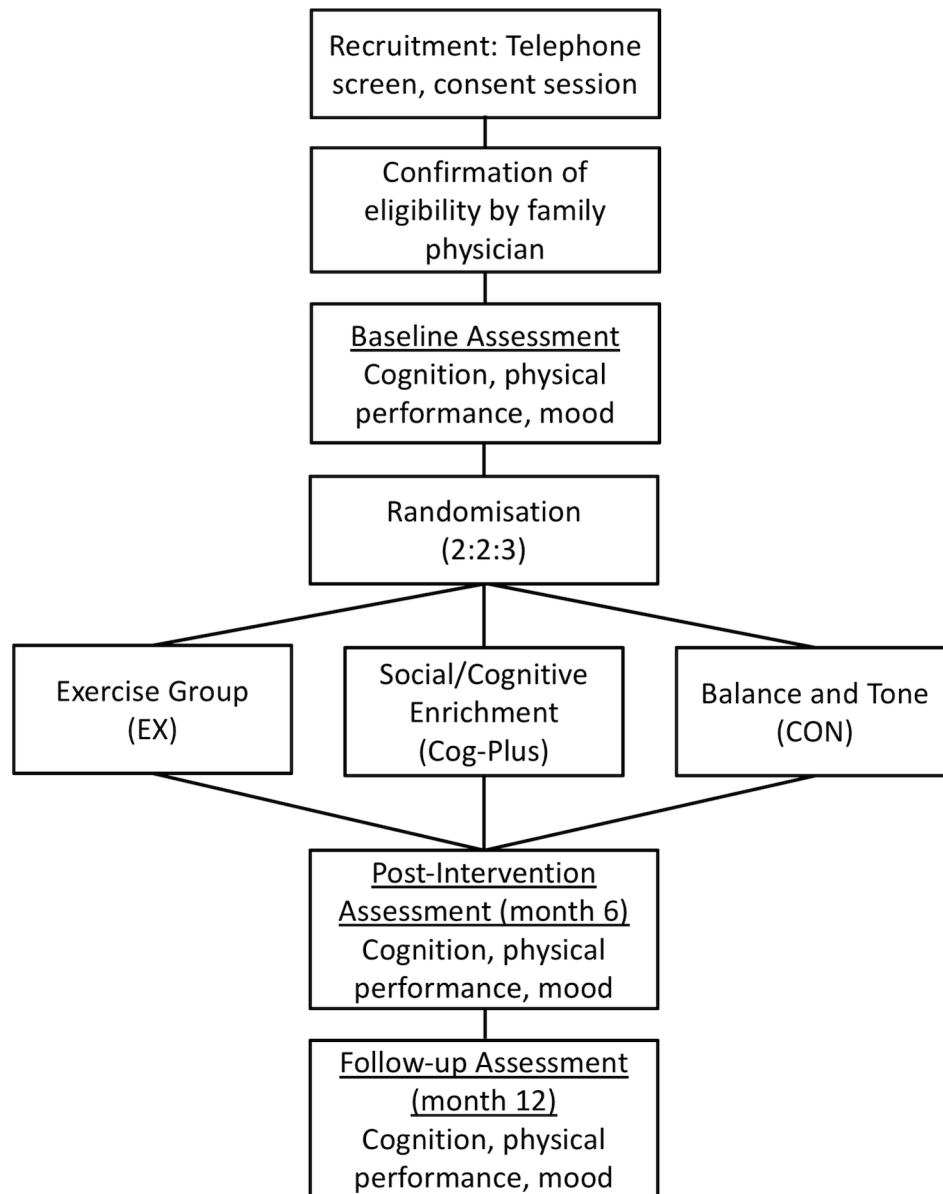 Recruitment: Telephone
screen, consent session
Confirmation of
eligibility by family
physician
Baseline Assessment
Cognition, physical
performance, mood
Randomisation
(2:2:3)
Exercise Group
(EX)
Social/Cognitive
Enrichment
(Cog-Plus)
Balance and Tone
(CON)
Post-Intervention
Assessment (month 6)
Cognition, physical
performance, mood
Follow-up Assessment
(month 12)
Cognition, physical
performance, mood